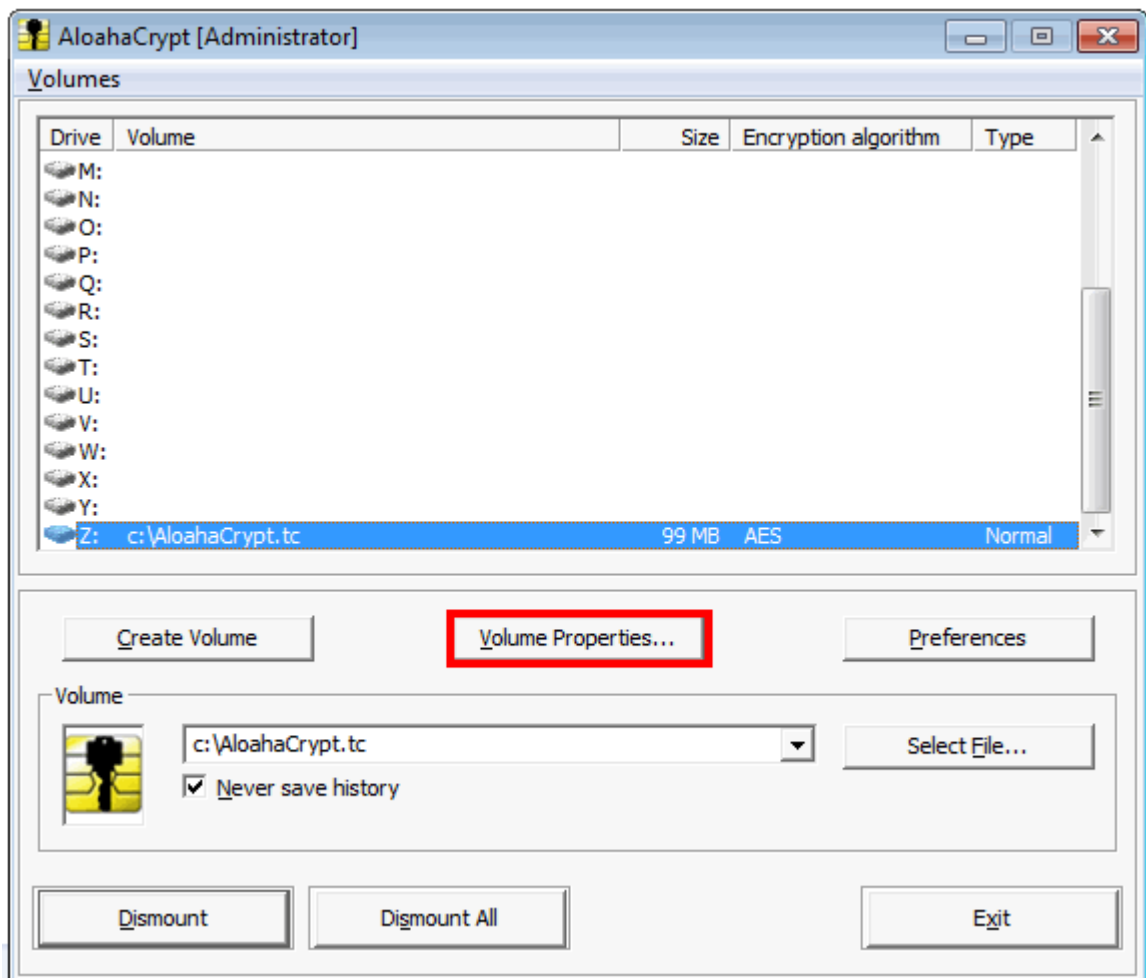 AloahaCrypt [Administrator]
Volumes
Drive Volume Size Encryption algorithm Type
M:
N:
O:
P:
Q:
R:
S:
T:
U:
V:
W:
X:
Y:
Z: c:\AloahaCrypt.tc 99 MB AES Normal
Create Volume Volume Properties... Preferences
Volume
c:\AloahaCrypt.tc Select File...
Never save history
Dismount Dismount All Exit